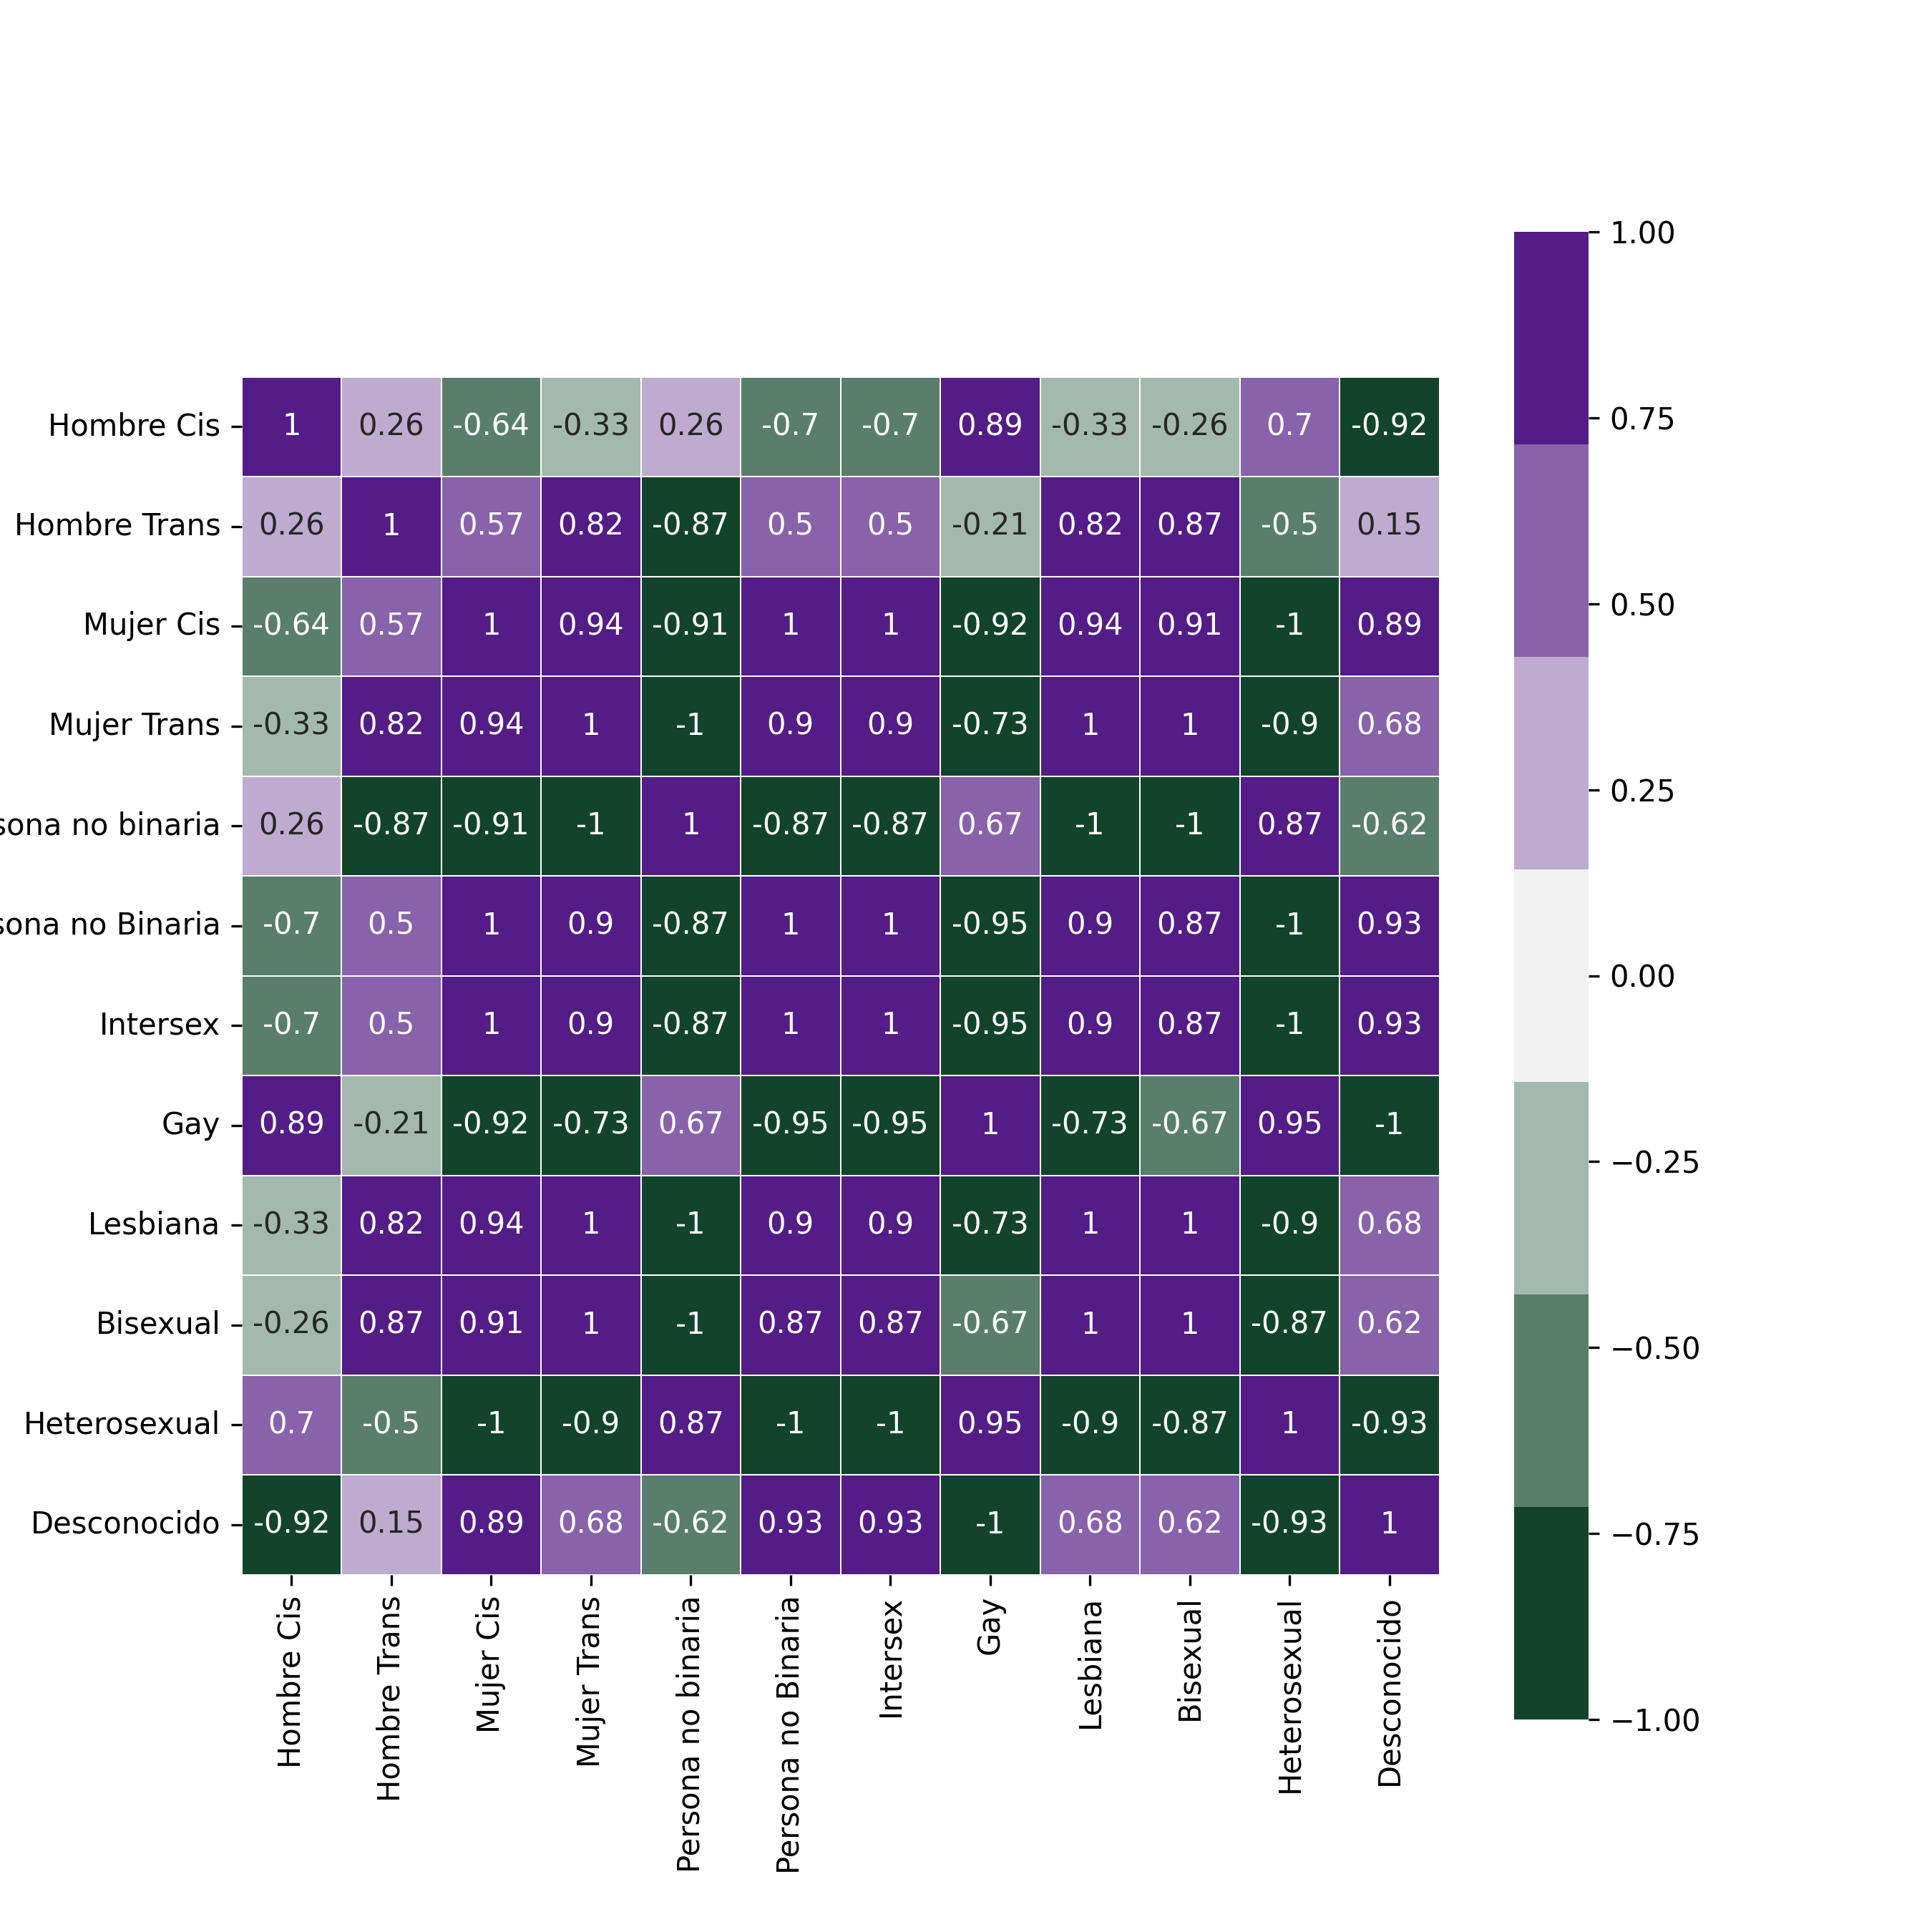 Hombre Cis 1 0.26 -0.64 -0.33 0.26 -0.7 -0.7 0.89 -0.33 -0.26 0.7 -0.92
Hombre Trans 0.26 1 0.57 0.82 -0.87 0.5 0.5 -0.21 0.82 0.87 -0.5 0.15
Mujer Cis -0.64 0.57 1 0.94 -0.91 1 1 -0.92 0.94 0.91 -1 0.89
Mujer Trans -0.33 0.82 0.94 1 -1 0.9 0.9 -0.73 1 1 -0.9 0.68
sona no binaria 0.26 -0.87 -0.91 -1 1 -0.87 -0.87 0.67 -1 -1 0.87 -0.62
sona no Binaria -0.7 0.5 1 0.9 -0.87 1 1 -0.95 0.9 0.87 -1 0.93
Intersex -0.7 0.5 1 0.9 -0.87 1 1 -0.95 0.9 0.87 -1 0.93
Gay 0.89 -0.21 -0.92 -0.73 0.67 -0.95 -0.95 1 -0.73 -0.67 0.95 -1
Lesbiana -0.33 0.82 0.94 1 -1 0.9 0.9 -0.73 1 1 -0.9 0.68
Bisexual -0.26 0.87 0.91 1 -1 0.87 0.87 -0.67 1 1 -0.87 0.62
Heterosexual 0.7 -0.5 -1 -0.9 0.87 -1 -1 0.95 -0.9 -0.87 1 -0.93
Desconocido -0.92 0.15 0.89 0.68 -0.62 0.93 0.93 -1 0.68 0.62 -0.93 1
Hombre Cis
Hombre Trans
Mujer Cis
Mujer Trans
Persona no binaria
Persona no Binaria
Intersex
Gay
Lesbiana
Bisexual
Heterosexual
Desconocido
1.00
0.75
0.50
0.25
0.00
−0.25
−0.50
−0.75
−1.00